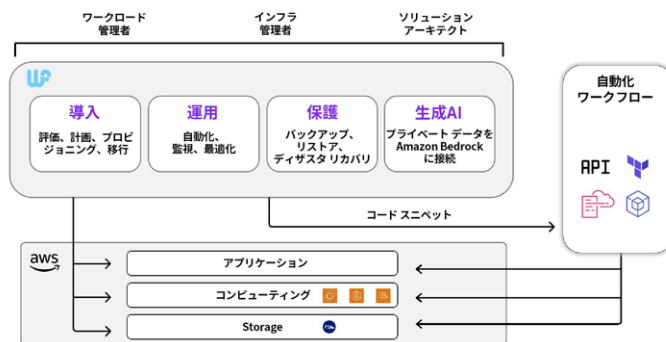 ワークロード
管理者
インフラ
管理者
ソリューション
アーキテクト
導入
評価、計画、プロビ
ジョニング、移行
運用
自動化、
監視、最適化
保護
バックアップ、
リストア、
ディザスタ リカバリ
生成AI
プライベート データを
Amazon Bedrock
に接続
自動化
ワークフロー
API
コード スニペット
aws
アプリケーション
コンピューティング
Storage